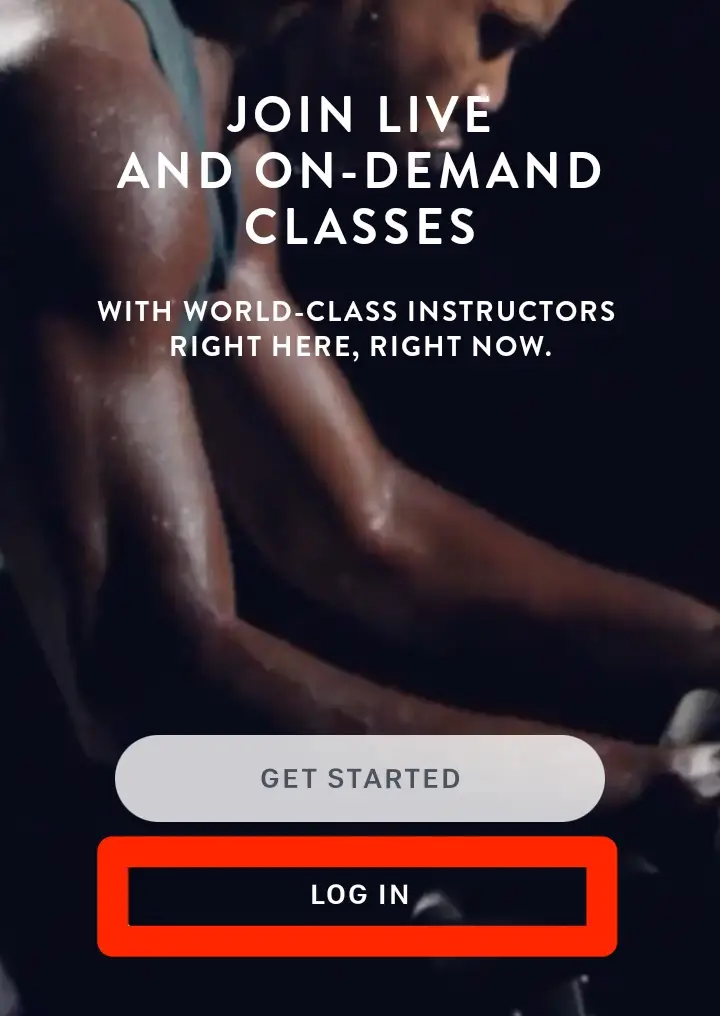 JOIN LIVE
AND ON-DEMAND
CLASSES
WITH WORLD-CLASS INSTRUCTORS
RIGHT HERE, RIGHT NOW.
GET STARTED
LOG IN